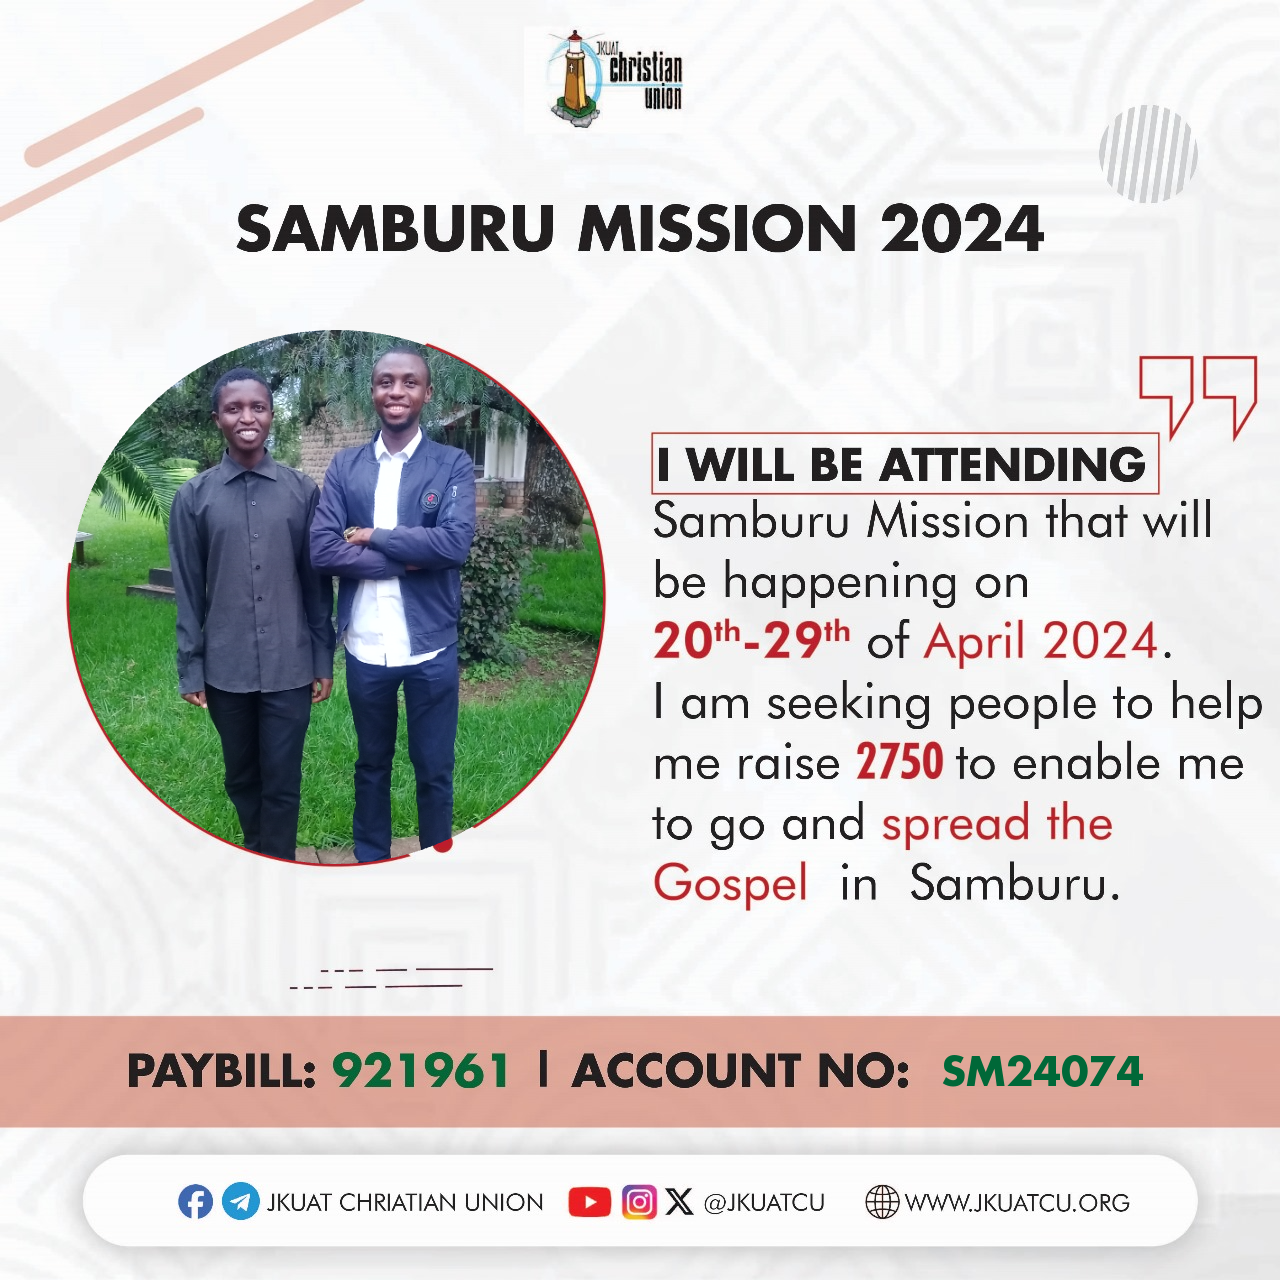 JKUAT
christian
union
SAMBURU MISSION 2024
I WILL BE ATTENDING
Samburu Mission that will
be happening on
20th-29th of April 2024.
I am seeking people to help
me raise 2750 to enable me
to go and spread the
Gospel in Samburu.
PAYBILL: 921961 | ACCOUNT NO: SM24074
JKUAT CHRIATIAN UNION @JKUATCU WWW.JKUATCU.ORG